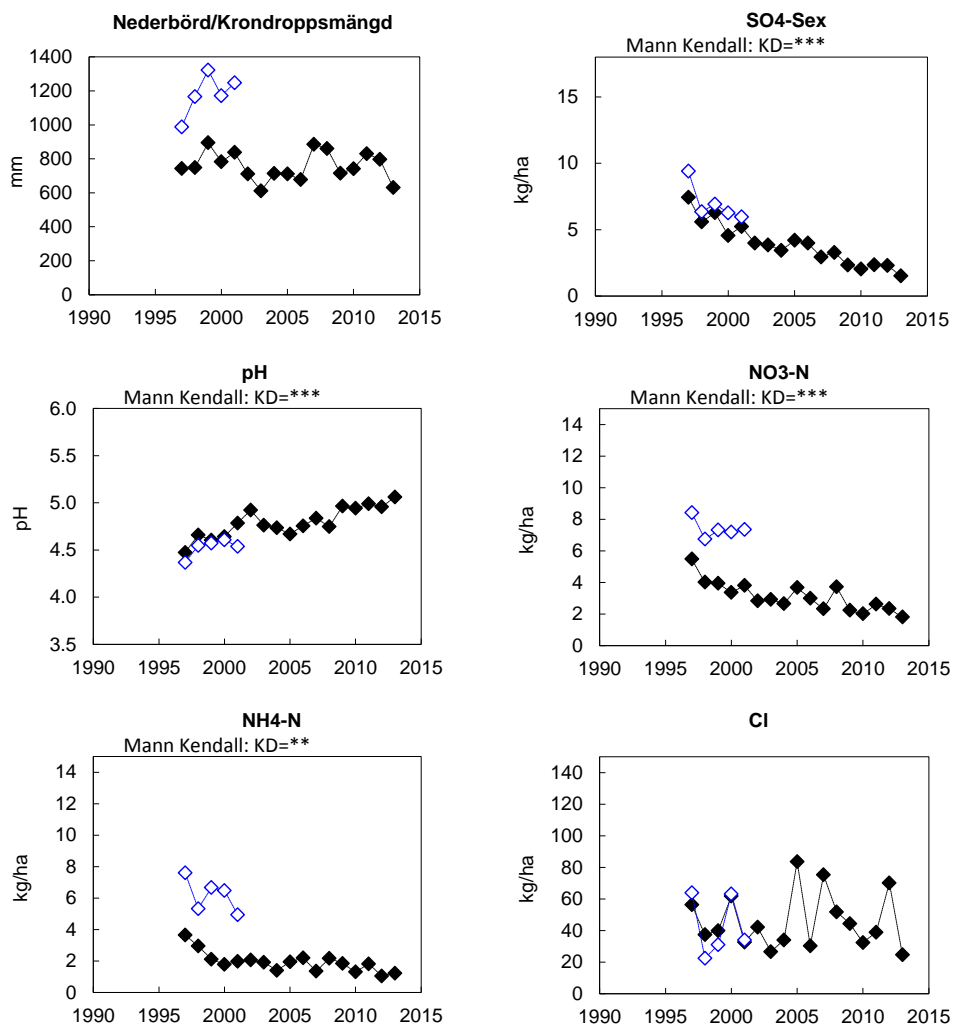 Nederbörd/Krondroppsmängd
1400
1200
1000
800
600
400
200
0
mm
1990 1995 2000 2005 2010 2015
SO4-Sex
Mann Kendall: KD=***
15
10
5
0
kg/ha
1990 1995 2000 2005 2010 2015
pH
Mann Kendall: KD=***
6.0
5.5
5.0
4.5
4.0
3.5
pH
1990 1995 2000 2005 2010 2015
NO3-N
Mann Kendall: KD=***
14
12
10
8
6
4
2
0
kg/ha
1990 1995 2000 2005 2010 2015
NH4-N
Mann Kendall: KD=**
14
12
10
8
6
4
2
0
kg/ha
1990 1995 2000 2005 2010 2015
Cl
140
120
100
80
60
40
20
0
kg/ha
1990 1995 2000 2005 2010 2015